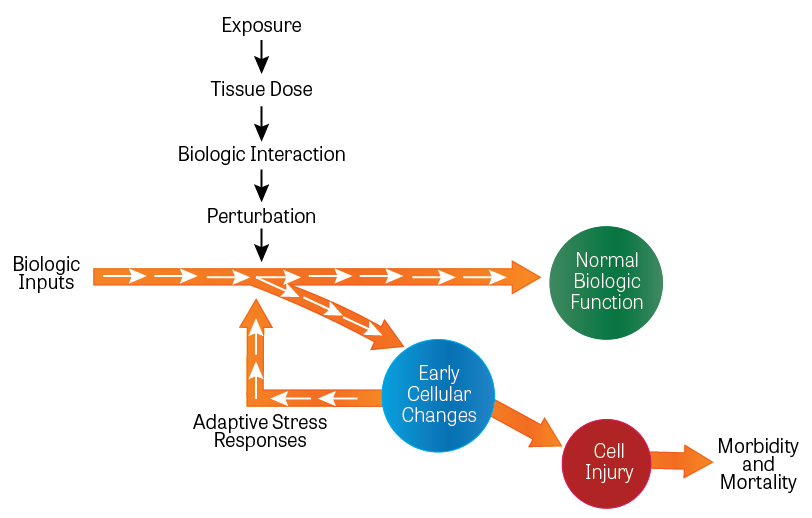 Exposure
Tissue Dose
Biologic Interaction
Perturbation
Biologic
Inputs
Normal
Biologic
Function
Early
Cellular
Changes
Adaptive Stress
Responses
Cell
Injury
Morbidity
and
Mortality